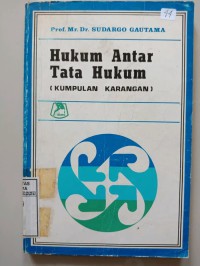 Prof. Mr. Dr. SUDARGO GAUTAMA
Hukum Antar
Tata Hukum
(KUMPULAN KARANGAN)